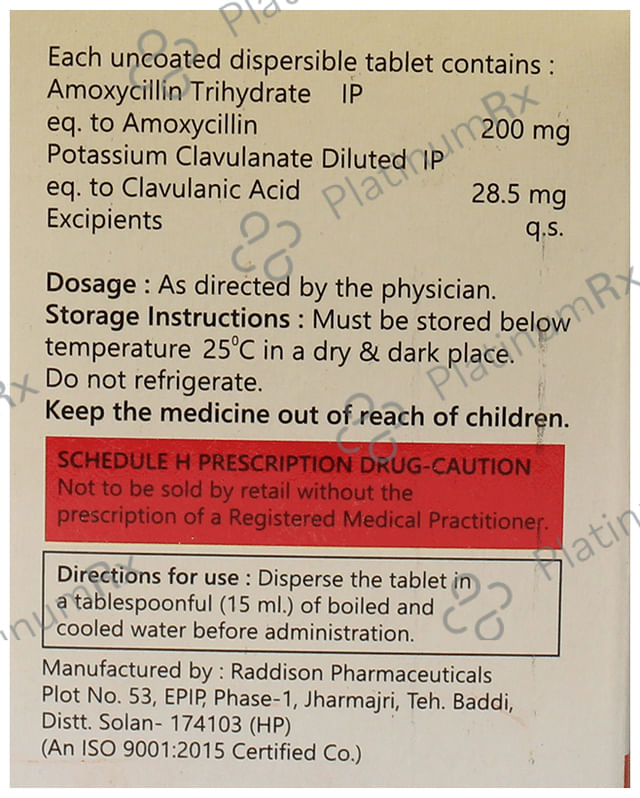 Each uncoated dispersible tablet contains :
Amoxycillin Trihydrate IP
eq. to Amoxycillin 200 mg
Potassium Clavulanate Diluted IP
eq. to Clavulanic Acid 28.5 mg
Excipients q.s.
Dosage : As directed by the physician.
Storage Instructions : Must be stored below
temperature 25⁰C in a dry & dark place.
Do not refrigerate.
Keep the medicine out of reach of children.
SCHEDULE H PRESCRIPTION DRUG-CAUTION
Not to be sold by retail without the
prescription of a Registered Medical Practitioner.
Directions for use : Disperse the tablet in
a tablespoonful (15 ml.) of boiled and
cooled water before administration.
Manufactured by : Raddison Pharmaceuticals
Plot No. 53, EPIP, Phase-1, Jharmajri, Teh. Baddi,
Distt. Solan- 174103 (HP)
(An ISO 9001:2015 Certified Co.)
PlatinumRx
PlatinumRx